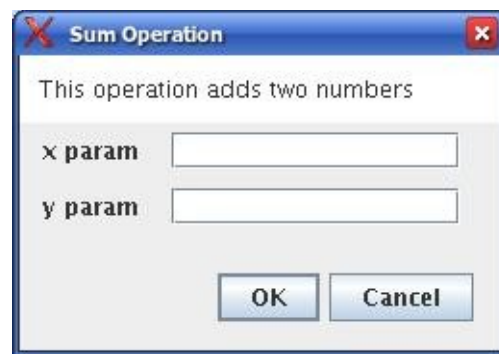 Sum Operation
This operation adds two numbers
x param
y param
OK Cancel